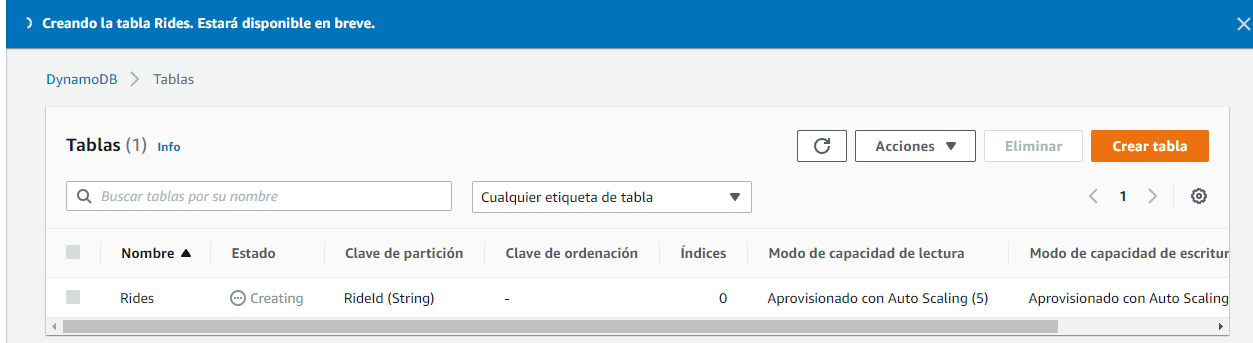 Creando la tabla Rides. Estará disponible en breve.
DynamoDB > Tablas
Tablas (1) Info
Acciones Eliminar Crear tabla
Buscar tablas por su nombre Cualquier etiqueta de tabla 1
Nombre Estado Clave de partición Clave de ordenación Índices Modo de capacidad de lectura Modo de capacidad de escritur
Rides Creating RideId (String) - 0 Aprovisionado con Auto Scaling (5) Aprovisionado con Auto Scaling